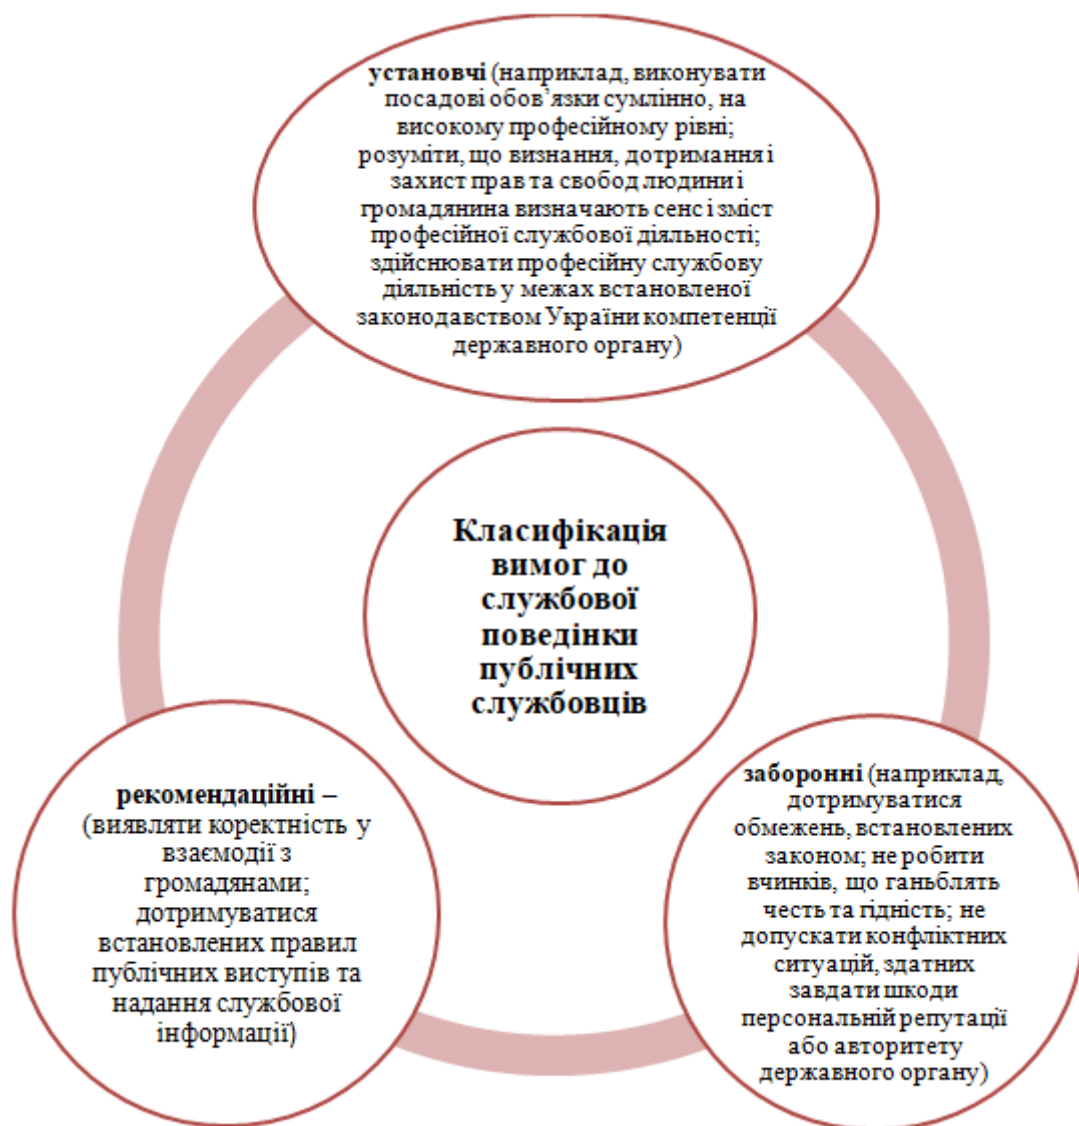 установчі (наприклад, виконувати
посадові обов’язки сумлінно, на
високому професійному рівні;
розуміти, що визнання, дотримання і
захист прав та свобод людини і
громадянина визначають сенс і зміст
професійної службової діяльності;
здійснювати професійну службову
діяльність у межах встановленої
законодавством України компетенції
державного органу)
Класифікація
вимог до
службової
поведінки
публічних
службовців
рекомендаційні –
(виявляти коректність у
взаємодії з
громадянами;
дотримуватися
встановлених правил
публічних виступів та
надання службової
інформації)
заборонні (наприклад,
дотримуватися
обмежень, встановлених
законом; не робити
вчинків, що ганьблять
честь та гідність; не
допускати конфліктних
ситуацій, здатних
завдати шкоди
персональній репутації
або авторитету
державного органу)